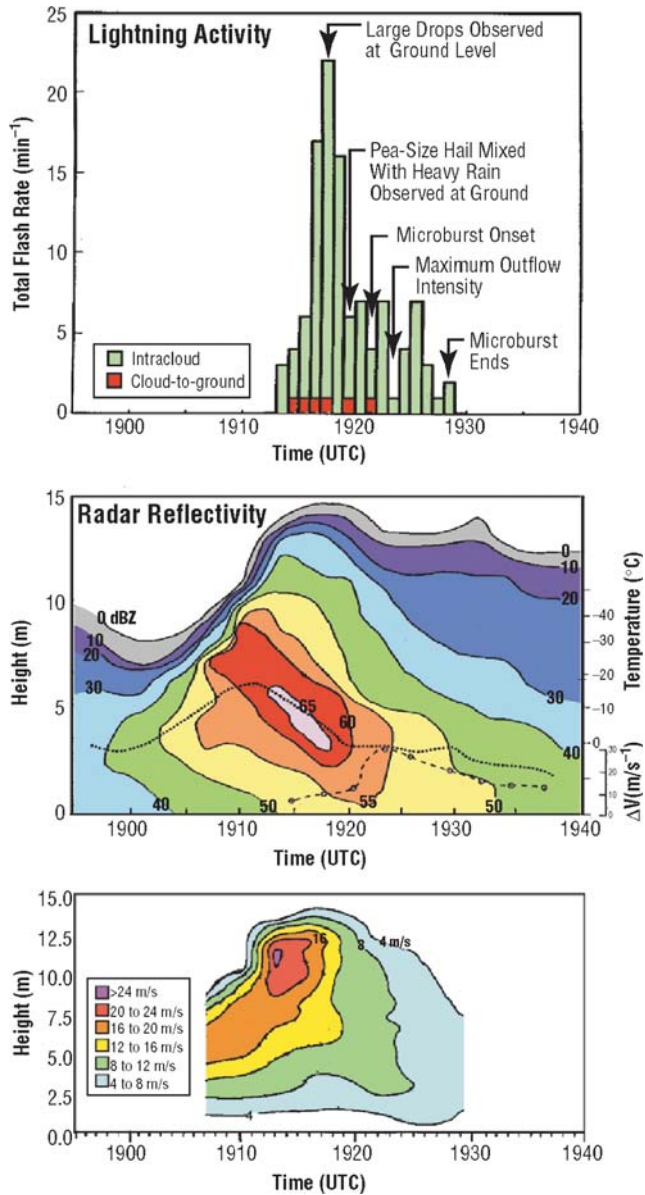 Lightning Activity
Large Drops Observed
at Ground Level
Pea-Size Hail Mixed
With Heavy Rain
Observed at Ground
Microburst Onset
Maximum Outflow
Intensity
Microburst
Ends
Total Flash Rate (min⁻¹)
25
20
15
10
5
0
Intracloud
Cloud-to-ground
1900
1910
1920
1930
1940
Time (UTC)
Radar Reflectivity
Height (m)
15
10
5
0
0 dBZ
10
20
30
40
50
55
60
65
50
40
30
20
10
0
Temperature (°C)
-40
-30
-20
-10
0
ΔV(m/s⁻¹)
30
20
10
0
1900
1910
1920
1930
1940
Time (UTC)
Height (m)
15.0
12.5
10.0
7.5
5.0
2.5
0.0
16
8
4 m/s
4
>24 m/s
20 to 24 m/s
16 to 20 m/s
12 to 16 m/s
8 to 12 m/s
4 to 8 m/s
1900
1910
1920
1930
1940
Time (UTC)